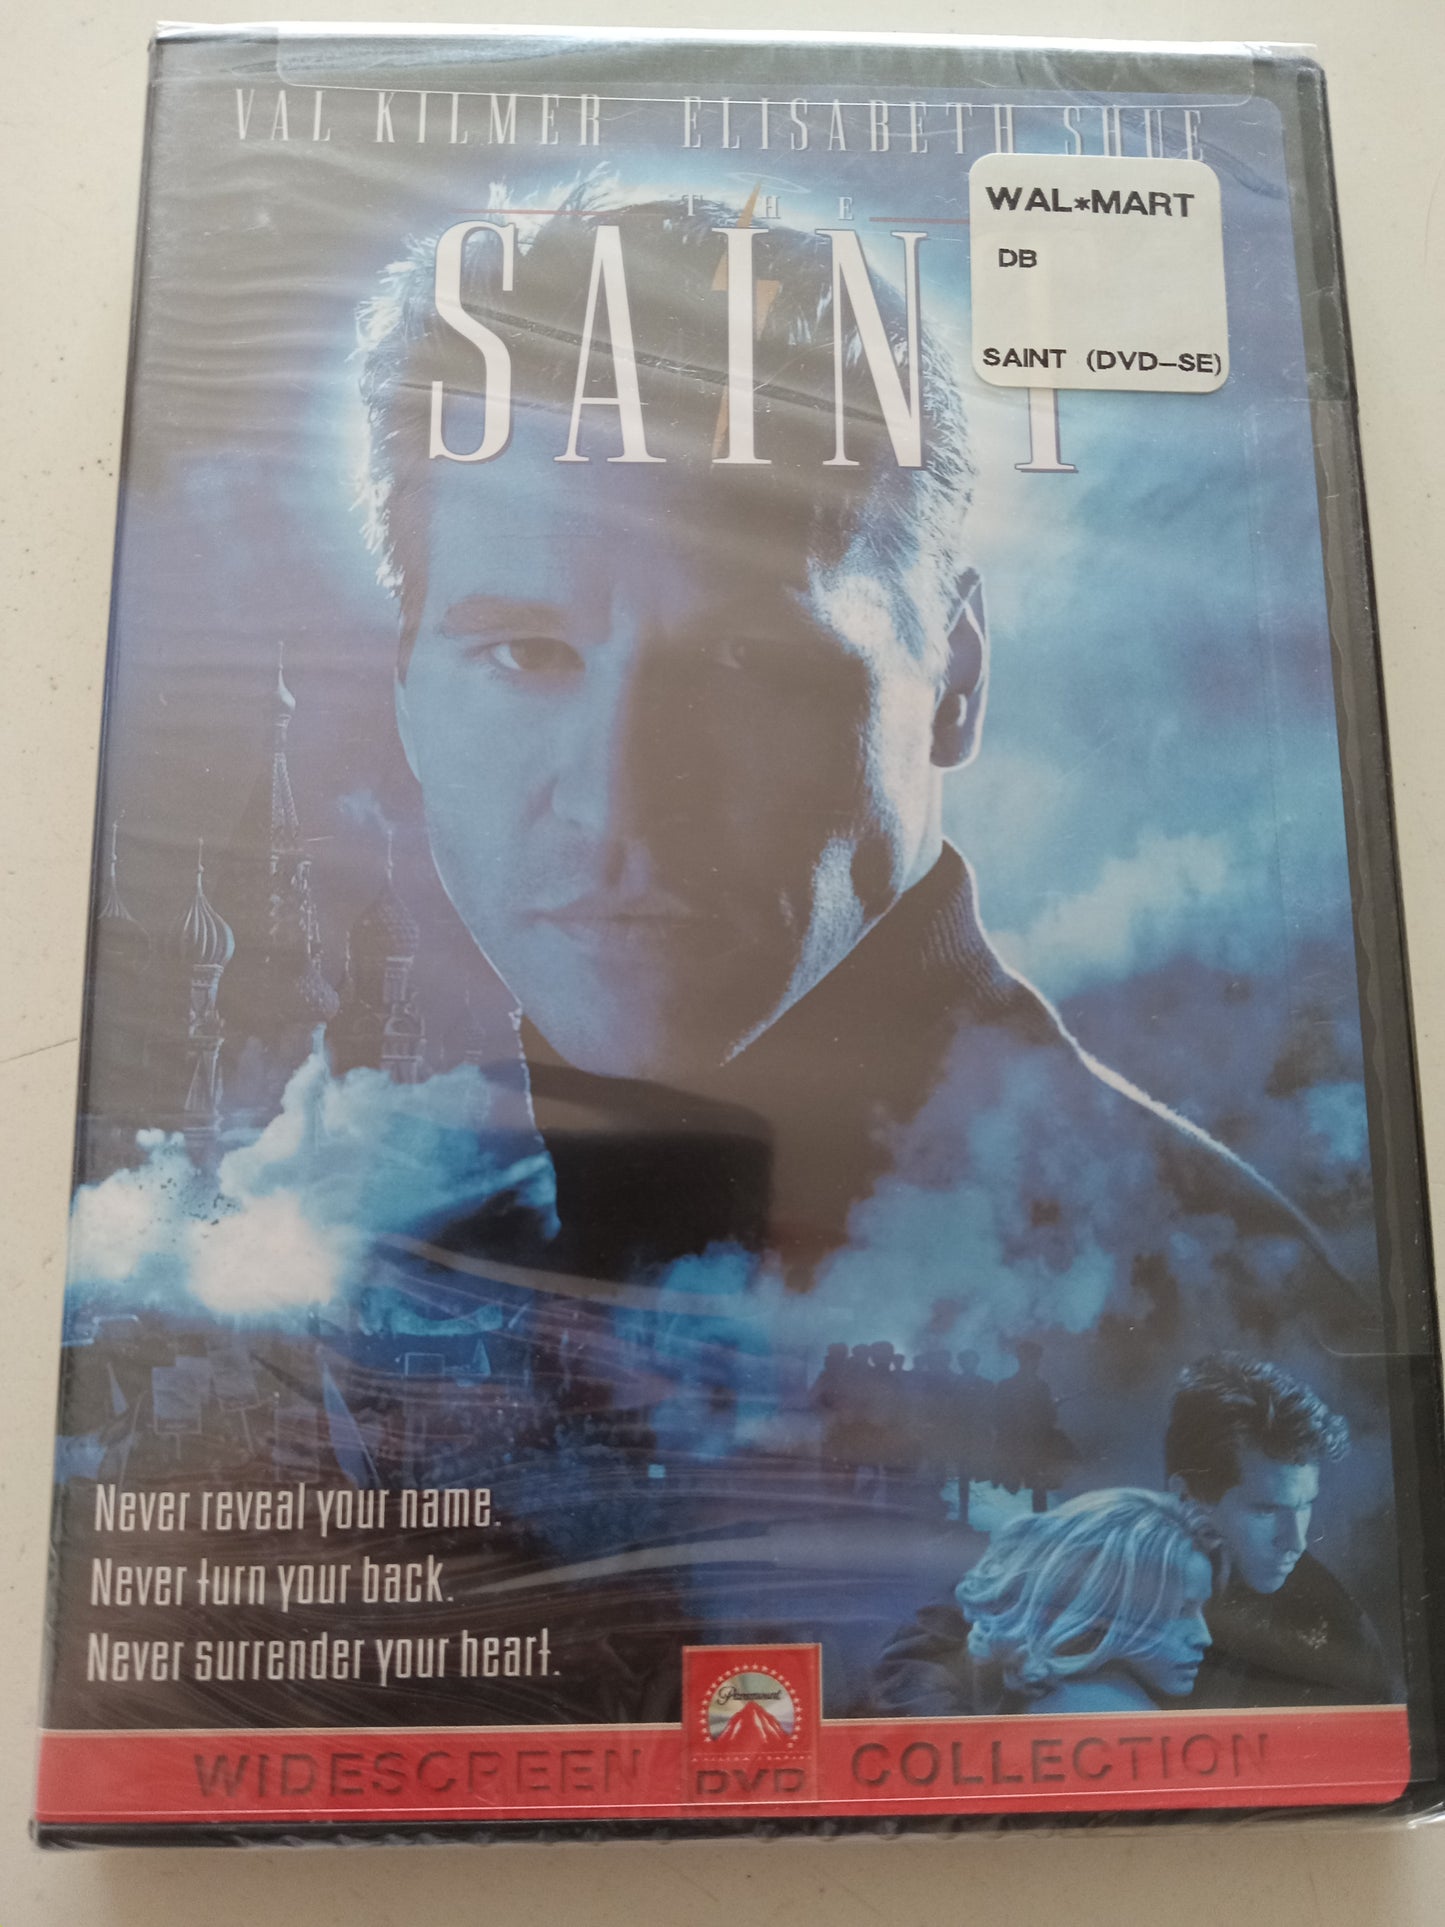 VAL KILMER ELISABETH SHUE
THE
SAINT
WAL*MART
DB
SAINT (DVD-SE)
Never reveal your name.
Never turn your back.
Never surrender your heart.
Paramount
WIDESCREEN DVD COLLECTION